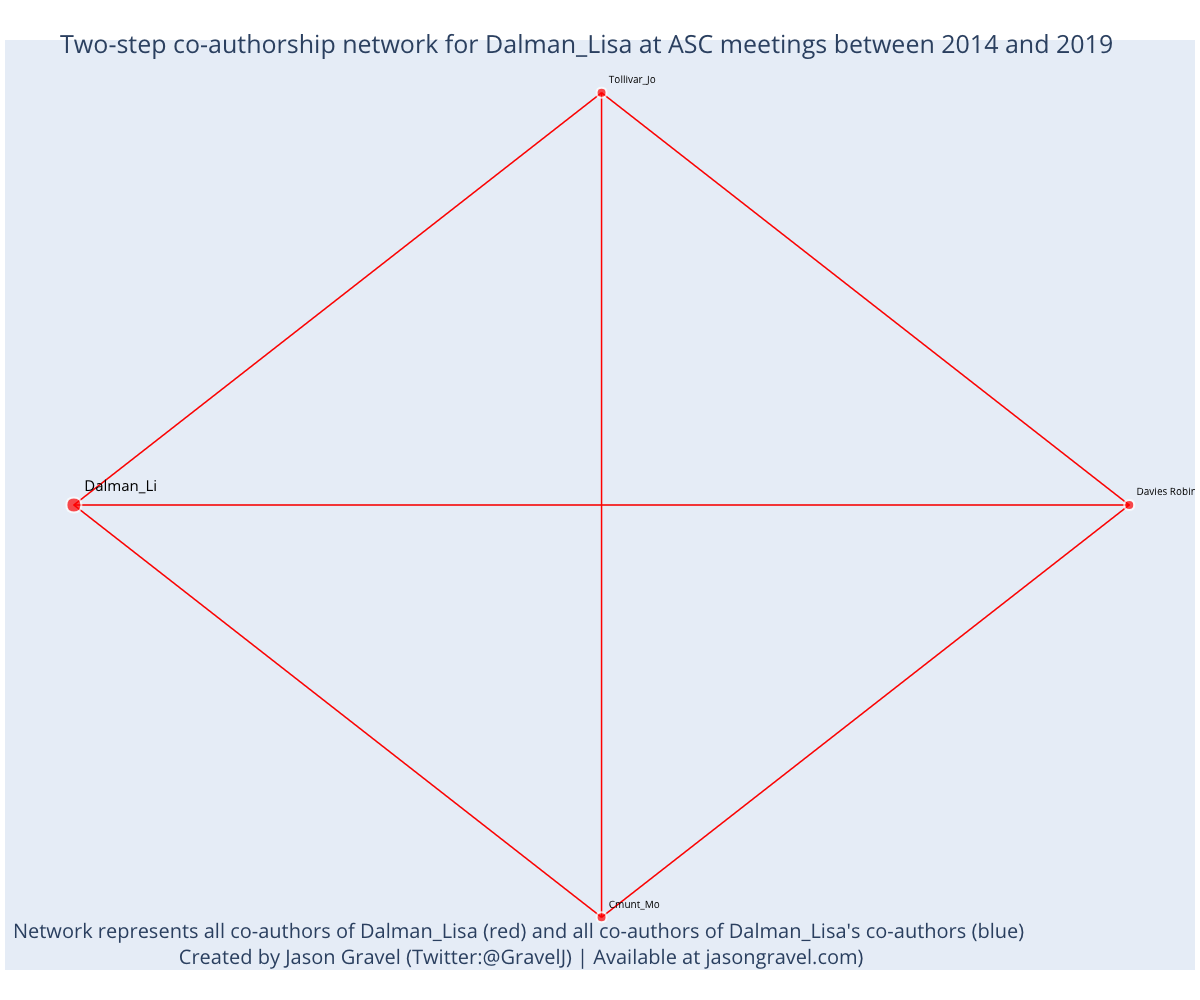 Two-step co-authorship network for Dalman_Lisa at ASC meetings between 2014 and 2019
Tollivar_Jo
Dalman_Li
Davies Robin
Cmunt_Mo
Network represents all co-authors of Dalman_Lisa (red) and all co-authors of Dalman_Lisa's co-authors (blue)
Created by Jason Gravel (Twitter:@GravelJ) | Available at jasongravel.com)